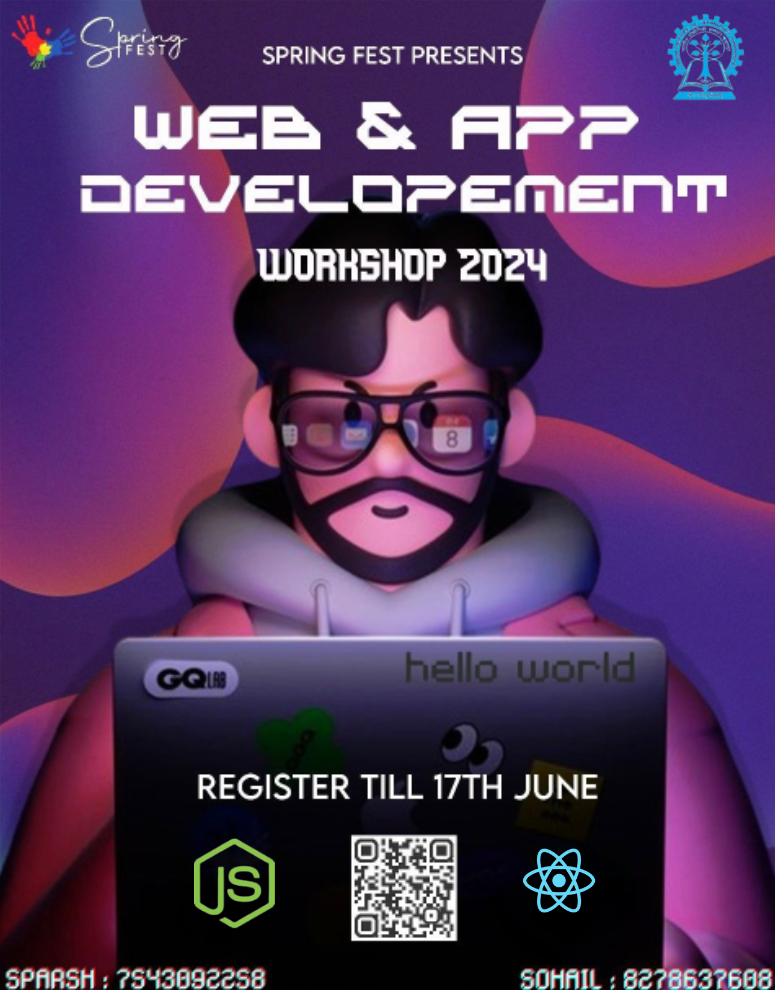 Spring
FEST
SPRING FEST PRESENTS
WEB & APP
DEVELOPEMENT
WORKSHOP 2024
8
GQ LAB
hello world
REGISTER TILL 17TH JUNE
JS
SPARSH : 7543092258
SOHAIL : 8278637608